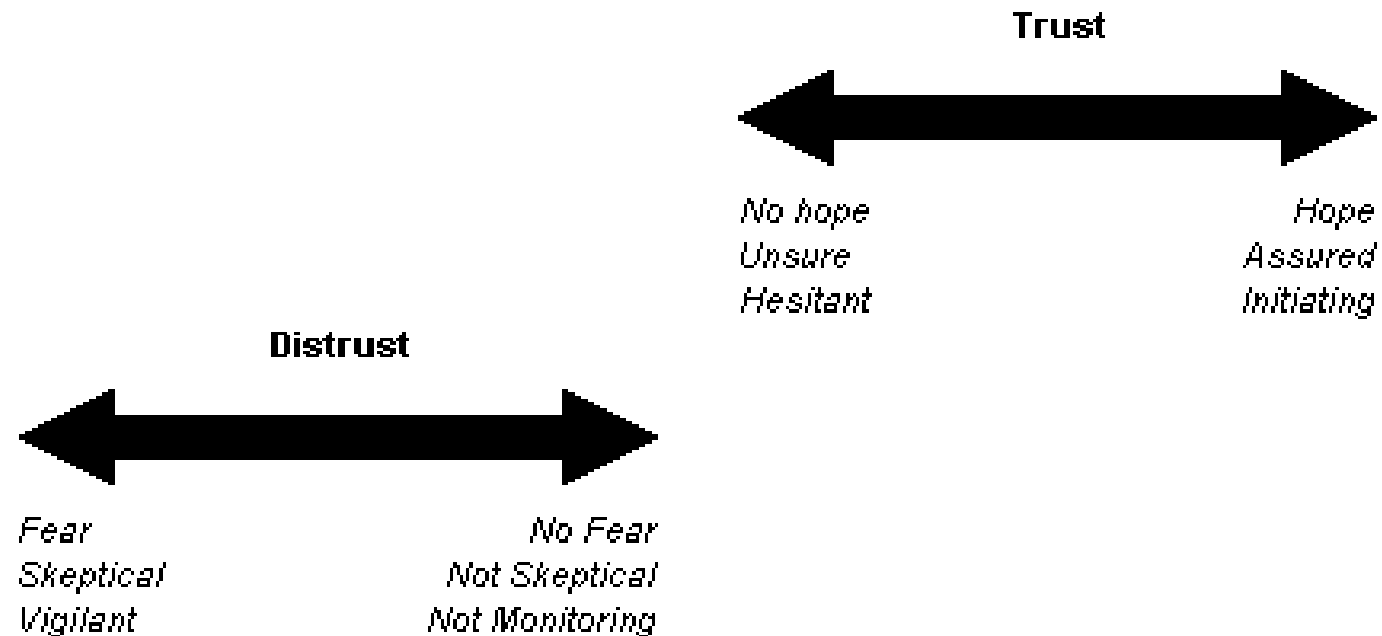 Trust
No hope Hope
Unsure Assured
Hesitant Initiating
Distrust
Fear No Fear
Skeptical Not Skeptical
Vigilant Not Monitoring